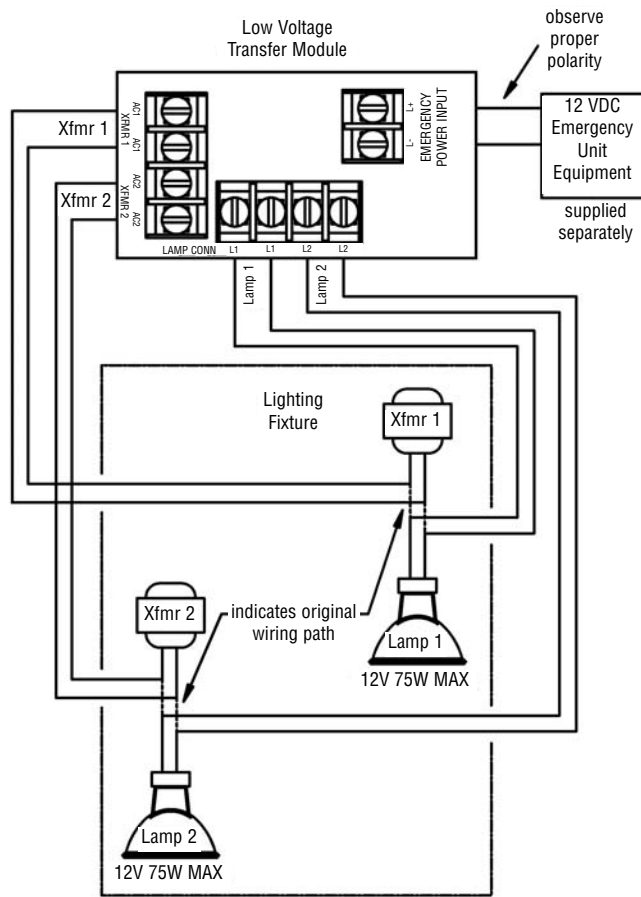 Low Voltage
Transfer Module
observe
proper
polarity
12 VDC
Emergency
Unit
Equipment
supplied
separately
Xfmr 1
Xfmr 2
AC1
XFMR 1
AC1
AC2
XFMR 2
AC2
L+
L-
EMERGENCY
POWER INPUT
LAMP CONN
L1
L1
L2
L2
Lamp 1
Lamp 2
Lighting
Fixture
Xfmr 1
Xfmr 2
indicates original
wiring path
Lamp 1
12V 75W MAX
Lamp 2
12V 75W MAX